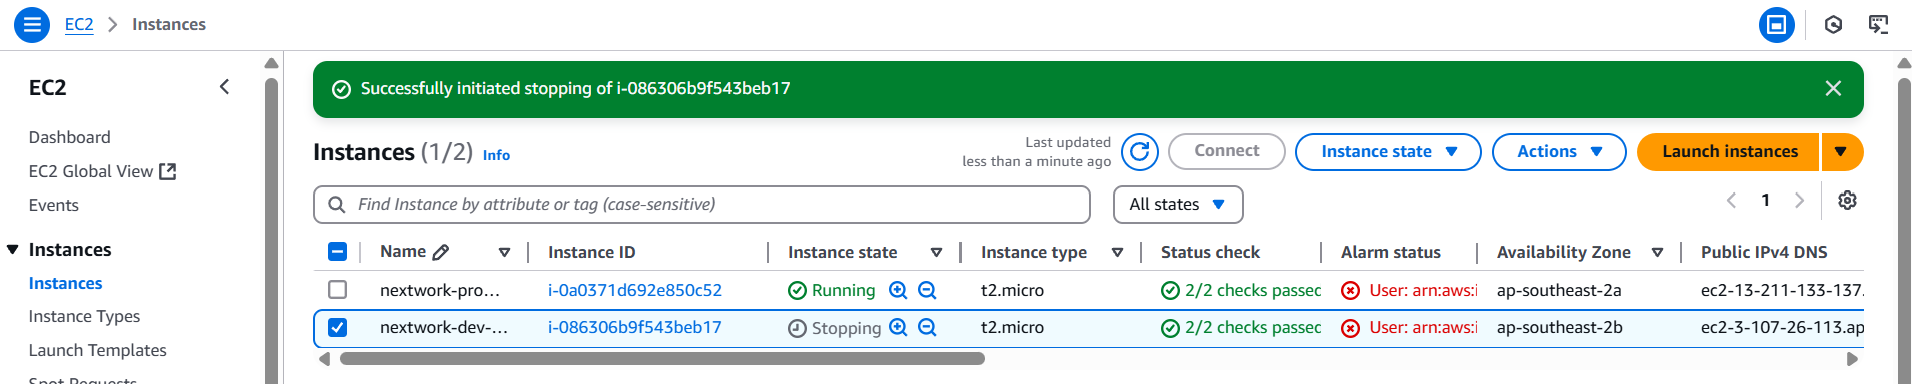 EC2 > Instances
EC2
Dashboard
EC2 Global View
Events
Instances
Instances
Instance Types
Launch Templates
Spot Requests
Successfully initiated stopping of i-086306b9f543beb17
Instances (1/2) Info
Last updated
less than a minute ago
Connect
Instance state
Actions
Launch instances
Find Instance by attribute or tag (case-sensitive)
All states
1
Name Instance ID Instance state Instance type Status check Alarm status Availability Zone Public IPv4 DNS
nextwork-pro... i-0a0371d692e850c52 Running t2.micro 2/2 checks passed User: arn:aws:i ap-southeast-2a ec2-13-211-133-137.
nextwork-dev-... i-086306b9f543beb17 Stopping t2.micro 2/2 checks passed User: arn:aws:i ap-southeast-2b ec2-3-107-26-113.ap